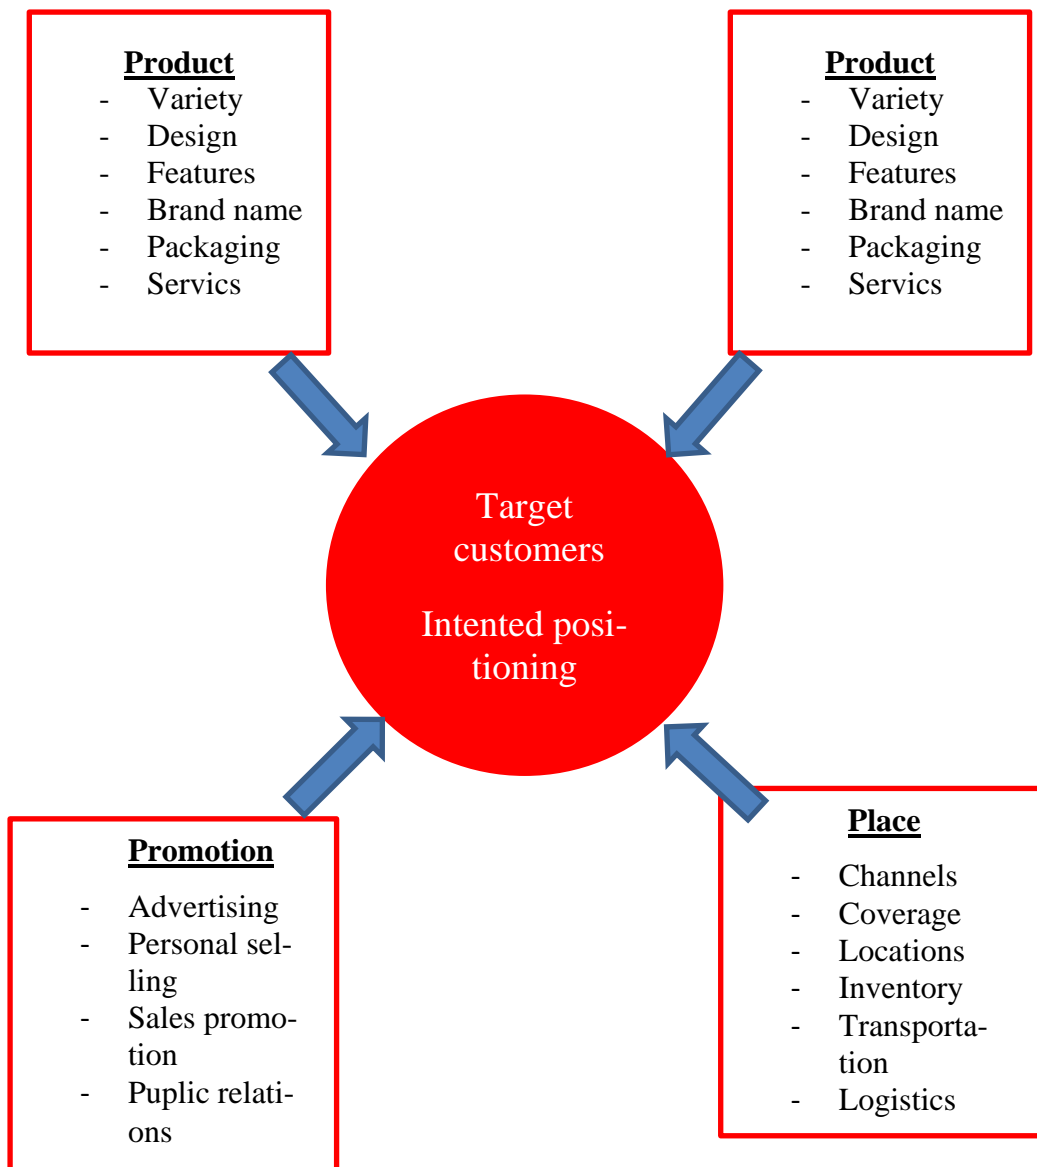 Product
- Variety
- Design
- Features
- Brand name
- Packaging
- Servics
Product
- Variety
- Design
- Features
- Brand name
- Packaging
- Servics
Target
customers
Intented posi-
tioning
Promotion
- Advertising
- Personal sel-
ling
- Sales promo-
tion
- Puplic relati-
ons
Place
- Channels
- Coverage
- Locations
- Inventory
- Transporta-
tion
- Logistics